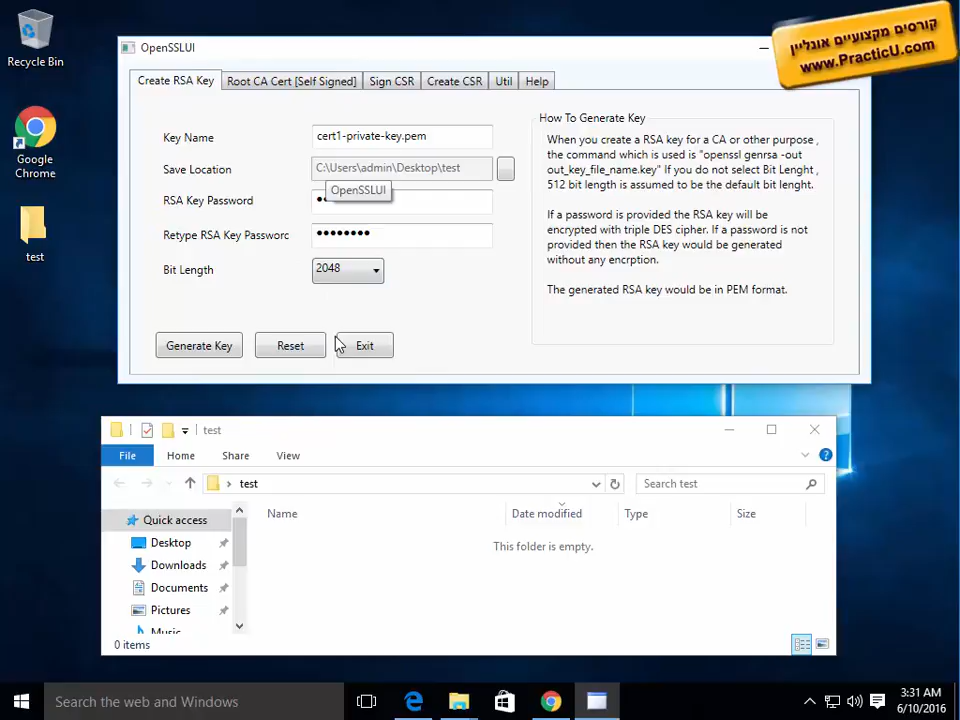 Recycle Bin
Google
Chrome
test
OpenSSLUI
קורסים מקצועיים אונליין
www.PracticU.com
Create RSA Key
Root CA Cert [Self Signed]
Sign CSR
Create CSR
Util
Help
Key Name
cert1-private-key.pem
Save Location
C:\Users\admin\Desktop\test
OpenSSLUI
RSA Key Password
Retype RSA Key Passworc
••••••••
Bit Length
2048
Generate Key
Reset
Exit
How To Generate Key
When you create a RSA key for a CA or other purpose ,
the command which is used is "openssl genrsa -out
out_key_file_name.key" If you do not select Bit Lenght ,
512 bit length is assumed to be the default bit lenght.
If a password is provided the RSA key will be
encrypted with triple DES cipher. If a password is not
provided then the RSA key would be generated
without any encrption.
The generated RSA key would be in PEM format.
test
File
Home
Share
View
test
Search test
Quick access
Desktop
Downloads
Documents
Pictures
Music
Name
Date modified
Type
Size
This folder is empty.
0 items
Search the web and Windows
3:31 AM
6/10/2016